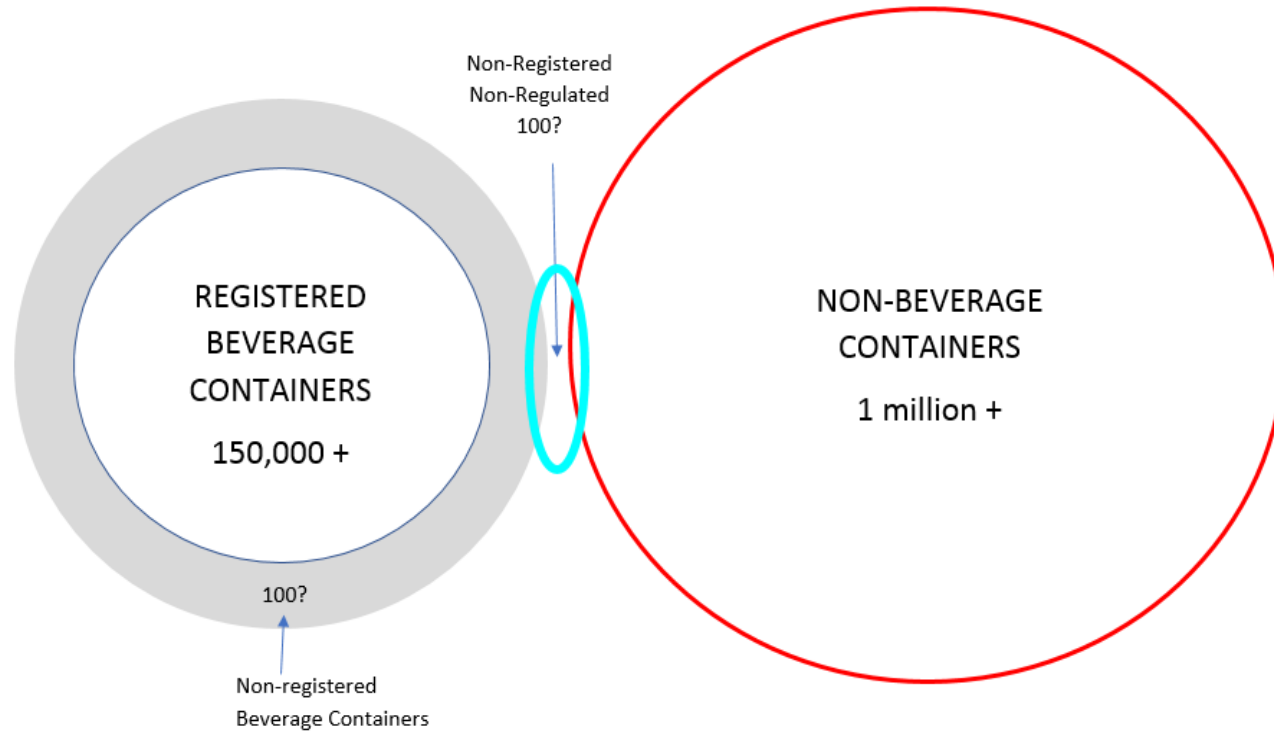 Non-Registered
Non-Regulated
100?
REGISTERED
BEVERAGE
CONTAINERS
150,000 +
NON-BEVERAGE
CONTAINERS
1 million +
100?
Non-registered
Beverage Containers